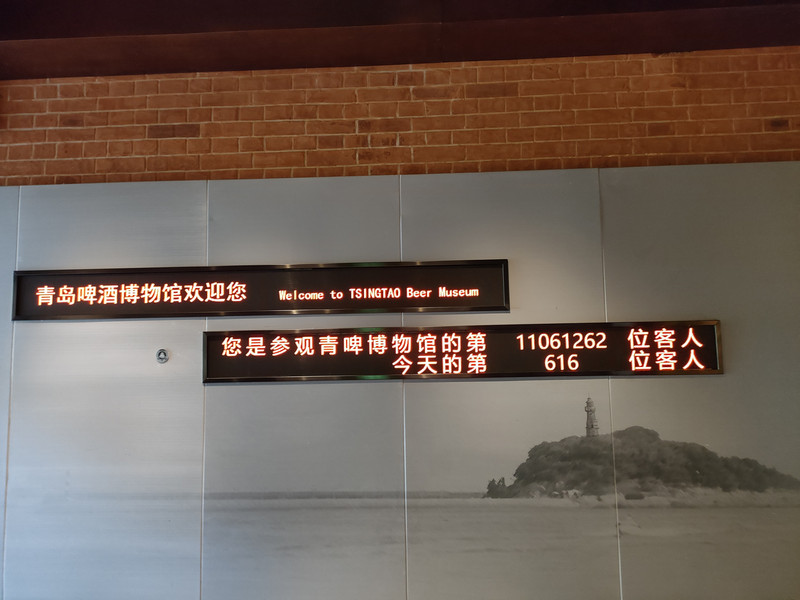 青岛啤酒博物馆欢迎您 Welcome to TSINGTAO Beer Museum
您是参观青啤博物馆的第 11061262 位客人
今天的第 616 位客人